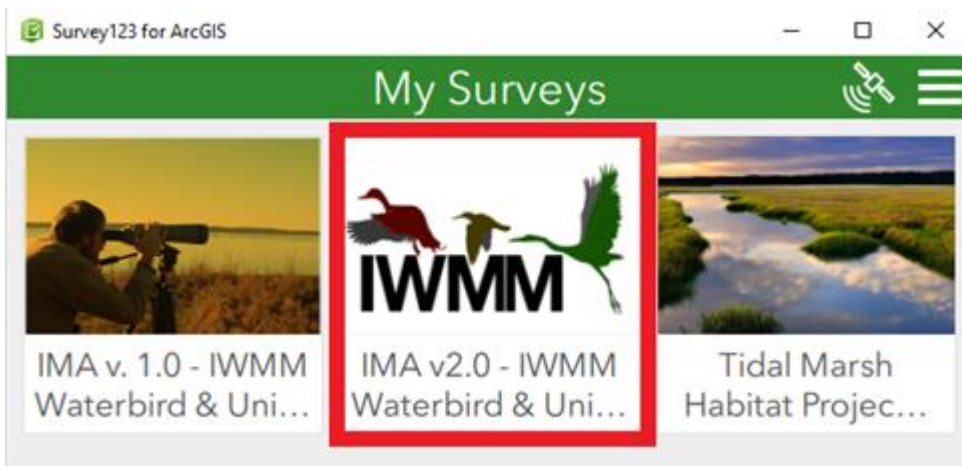 Survey123 for ArcGIS
My Surveys
IWMM
IMA v. 1.0 - IWMM
Waterbird & Uni...
IMA v2.0 - IWMM
Waterbird & Uni...
Tidal Marsh
Habitat Projec...